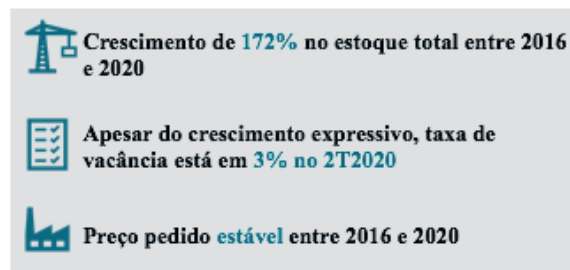 Crescimento de 172% no estoque total entre 2016
e 2020
Apesar do crescimento expressivo, taxa de
vacância está em 3% no 2T2020
Preço pedido estável entre 2016 e 2020